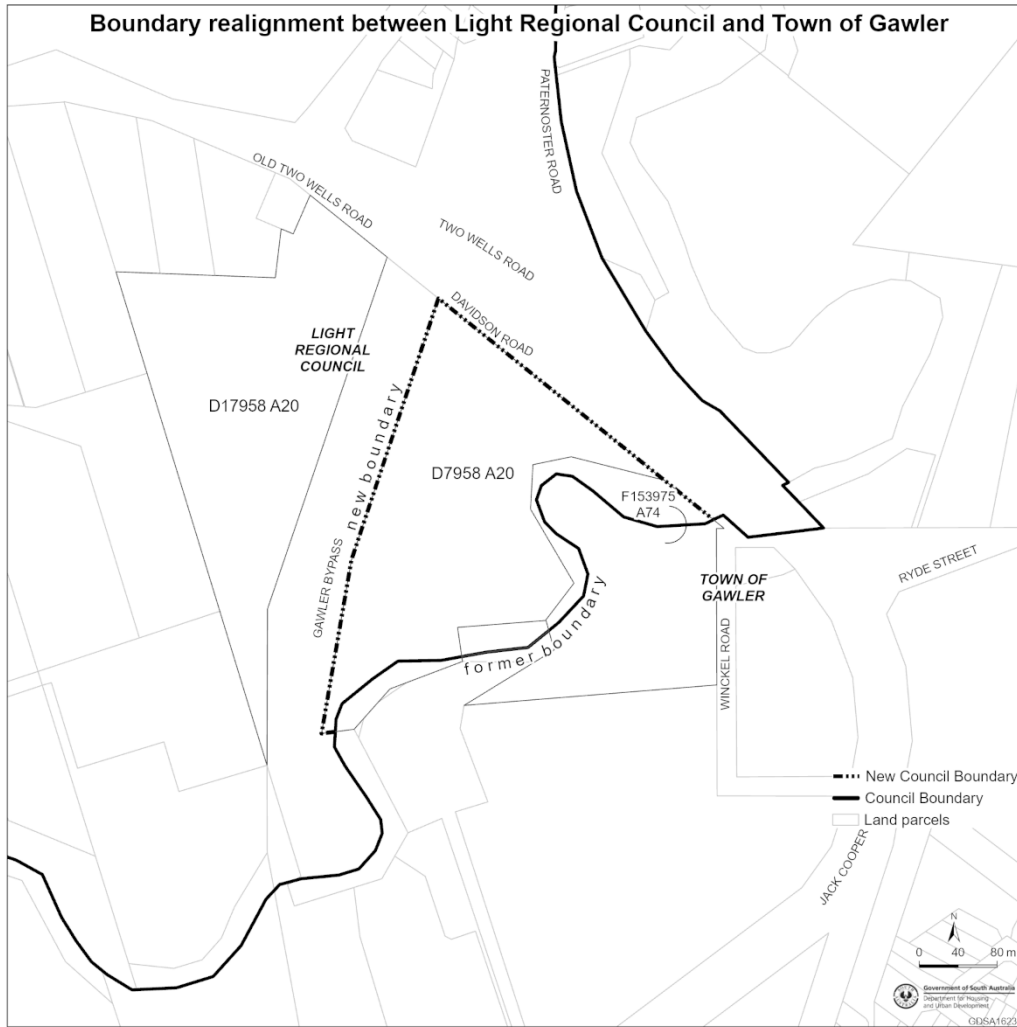 Boundary realignment between Light Regional Council and Town of Gawler
PATERNOSTER ROAD
OLD TWO WELLS ROAD
TWO WELLS ROAD
DAVIDSON ROAD
LIGHT
REGIONAL
COUNCIL
D17958 A20
new boundary
GAWLER BYPASS
D7958 A20
F153975
A74
TOWN OF
GAWLER
RYDE STREET
former boundary
WINCKEL ROAD
New Council Boundary
Council Boundary
Land parcels
JACK COOPER
N
0 40 80 m
Government of South Australia
Department for Housing
and Urban Development
GDSA1623